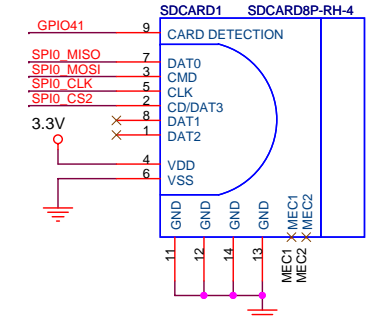 SDCARD1 SDCARD8P-RH-4
GPIO41 9 CARD DETECTION
SPI0_MISO 7 DAT0
SPI0_MOSI 3 CMD
SPI0_CLK 5 CLK
SPI0_CS2 2 CD/DAT3
8 DAT1
1 DAT2
3.3V
4 VDD
6 VSS
GND GND GND GND MEC1 MEC2
11 12 14 13 MEC1 MEC2